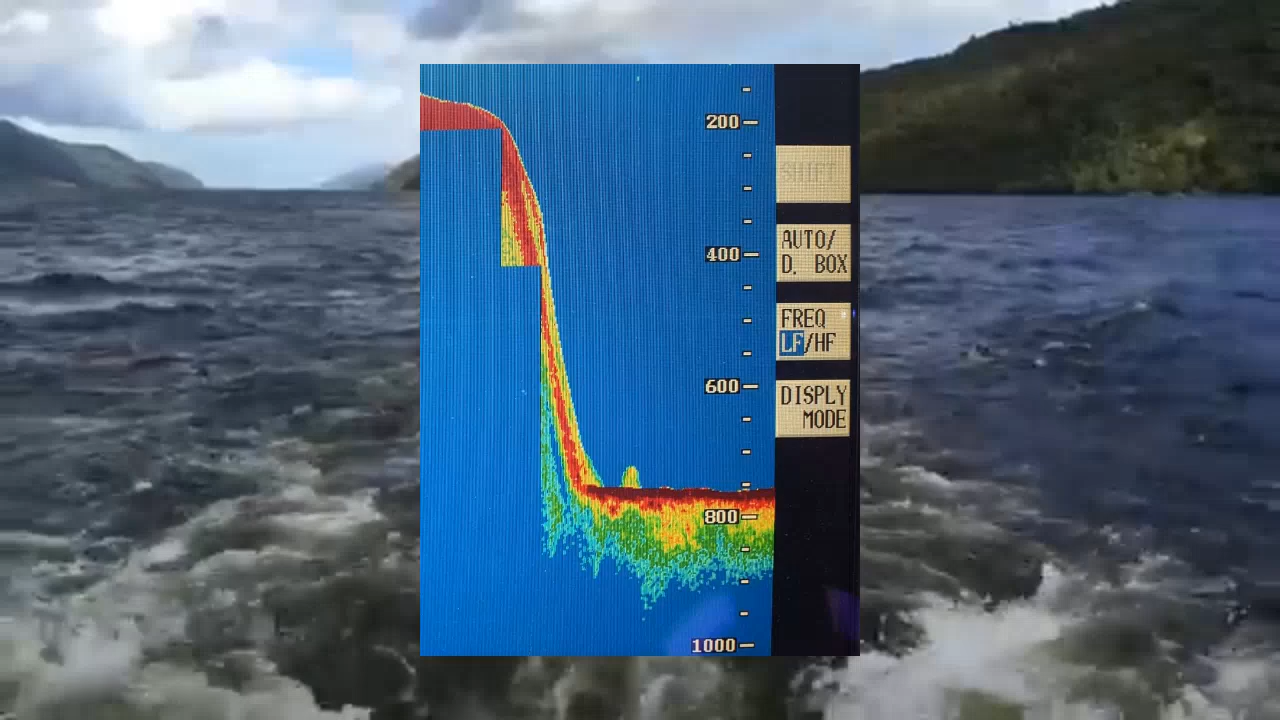 200
SHIFT
AUTO/
D. BOX
400
FREQ
LF/HF
600
DISPLY
MODE
800
1000